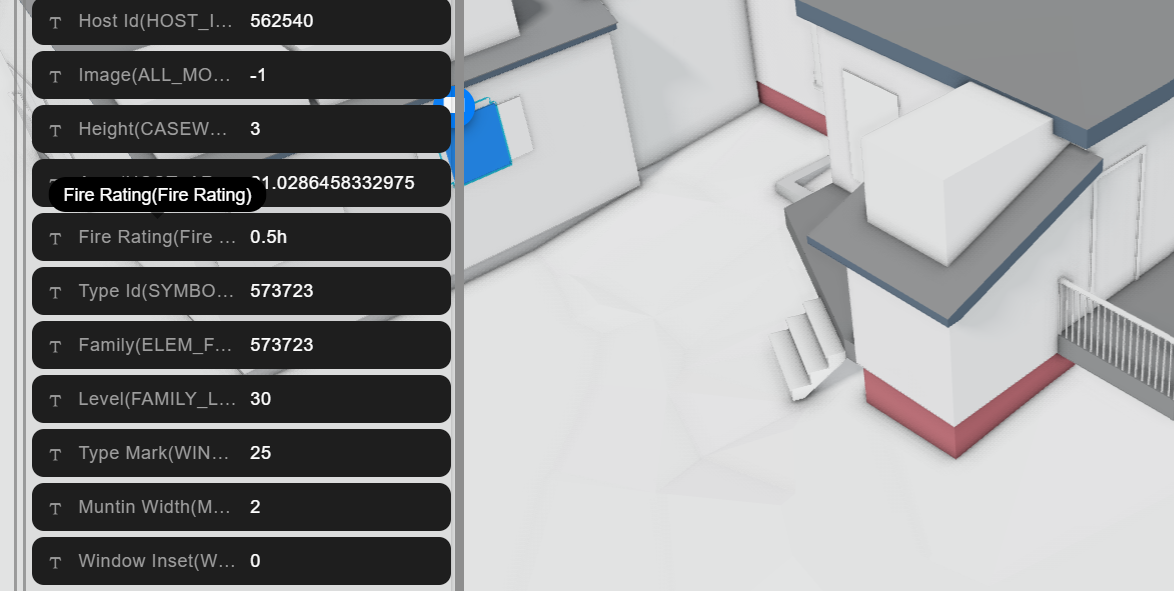 Host Id(HOST_I... 562540
Image(ALL_MO... -1
Height(CASEW... 3
1.0286458332975
Fire Rating(Fire Rating)
Fire Rating(Fire ... 0.5h
Type Id(SYMBO... 573723
Family(ELEM_F... 573723
Level(FAMILY_L... 30
Type Mark(WIN... 25
Muntin Width(M... 2
Window Inset(W... 0